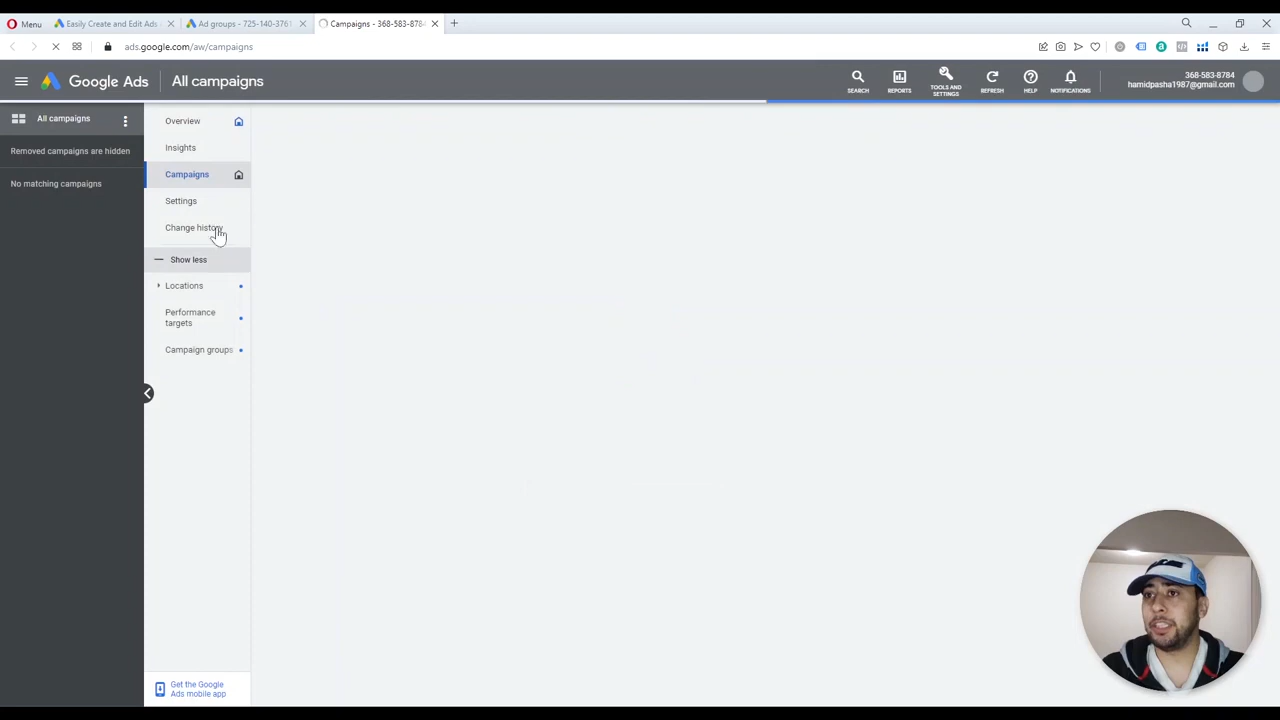 Menu
Easily Create and Edit Ads
Ad groups - 725-140-3761
Campaigns - 368-583-878
ads.google.com/aw/campaigns
Google Ads
All campaigns
SEARCH
REPORTS
TOOLS AND
SETTINGS
REFRESH
HELP
NOTIFICATIONS
368-583-8784
hamidpasha1987@gmail.com
All campaigns
Removed campaigns are hidden
No matching campaigns
Overview
Insights
Campaigns
Settings
Change history
Show less
Locations
Performance
targets
Campaign groups
Get the Google
Ads mobile app